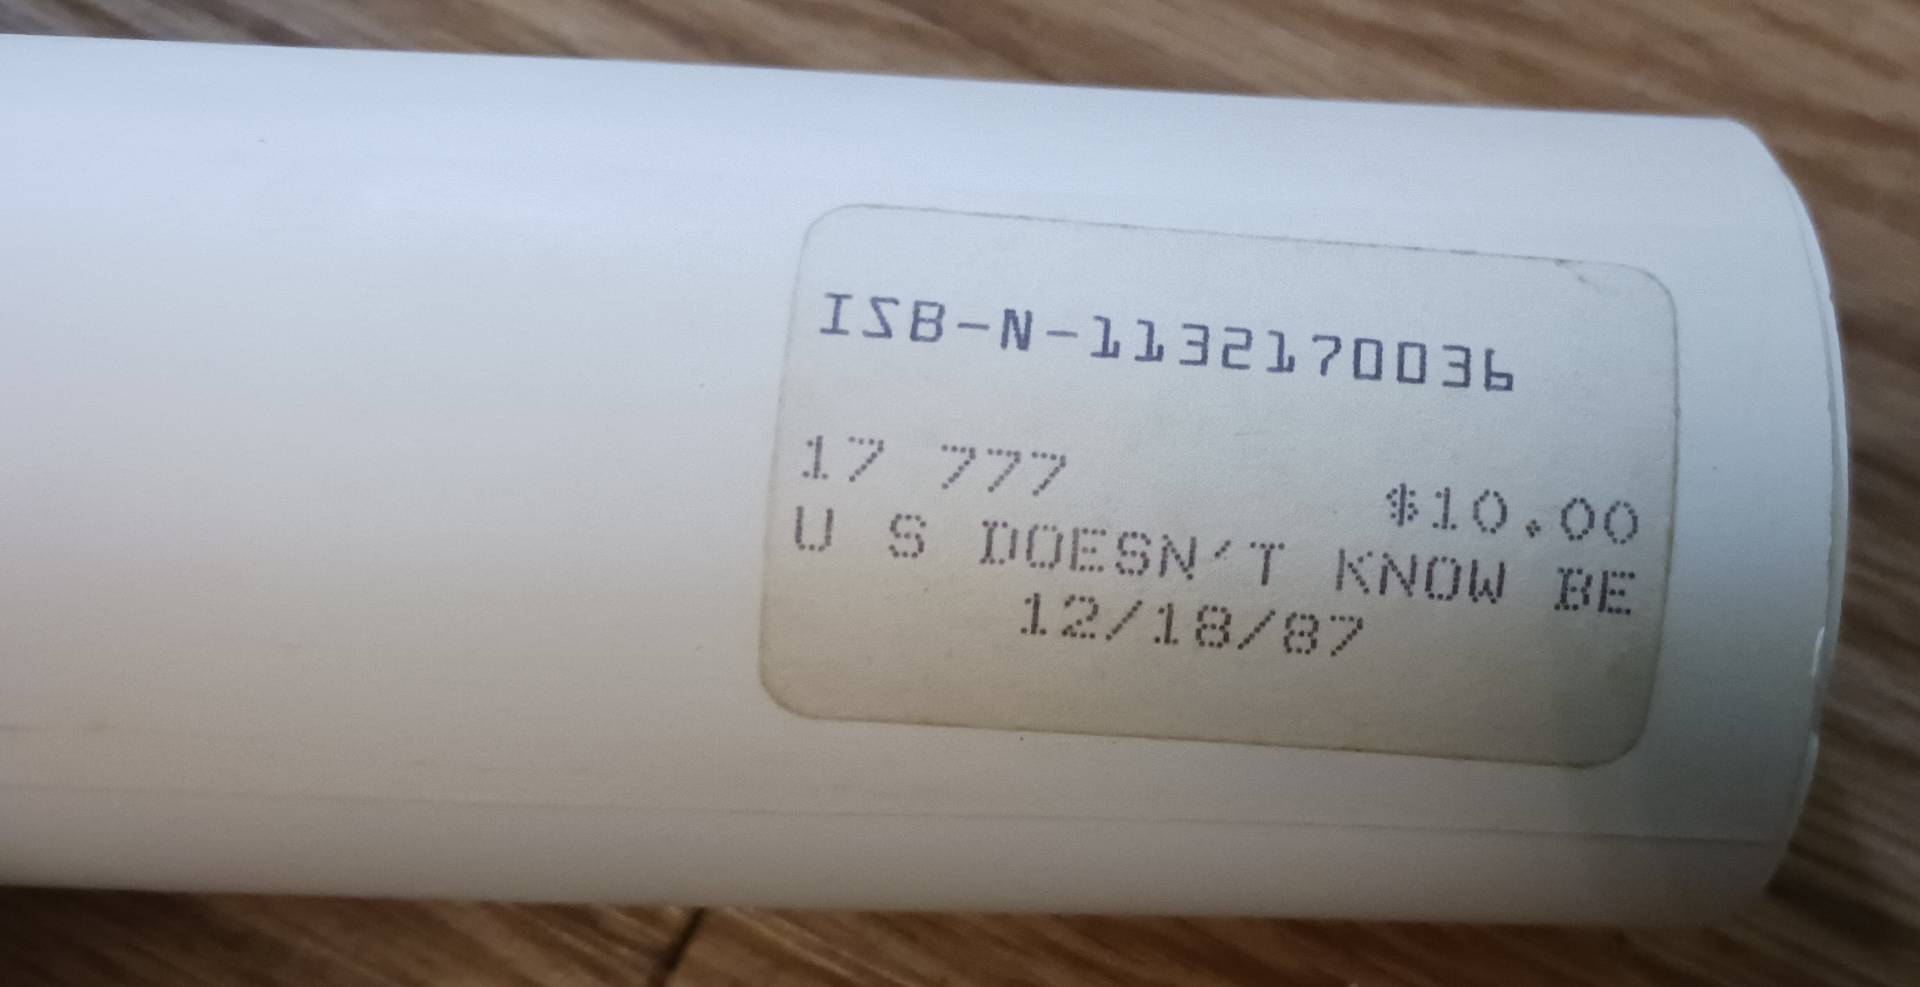 ISB-N-1132170036
17 777 $10.00
U S DOESN'T KNOW BE
12/18/87